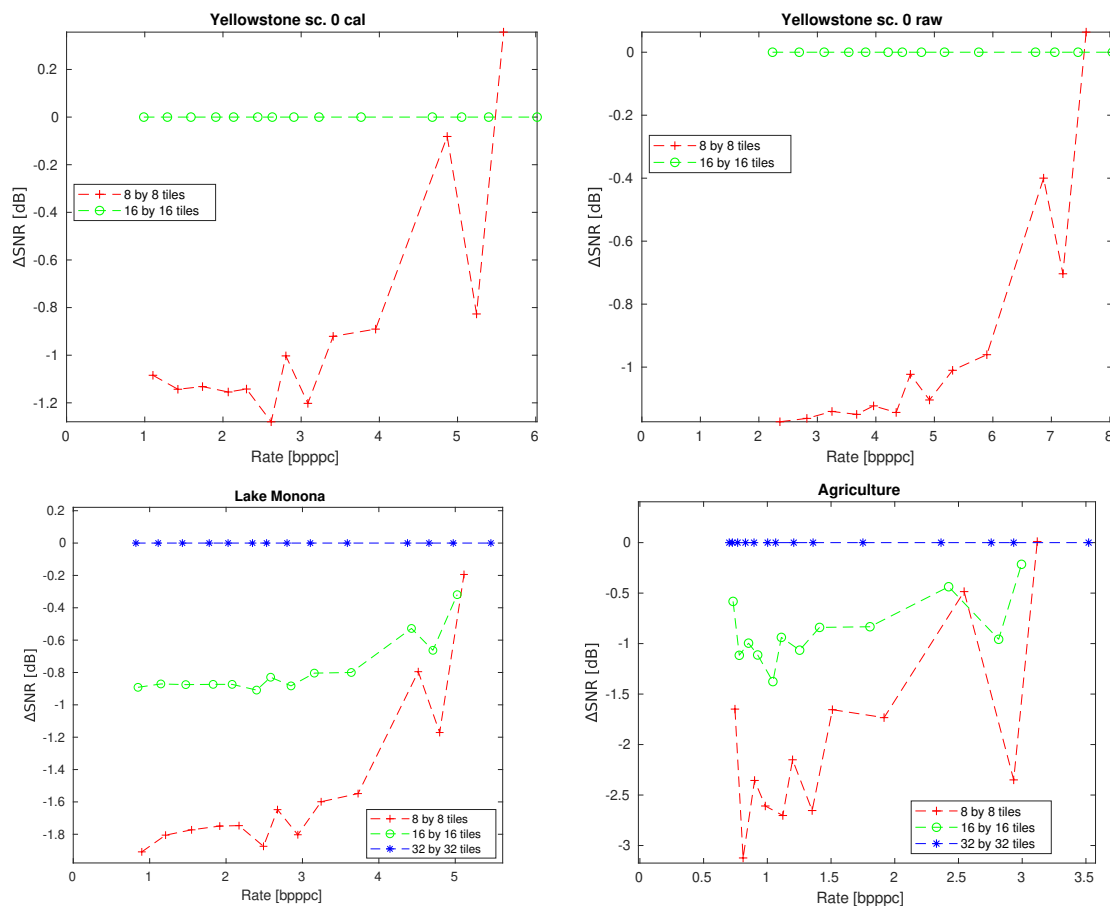 Yellowstone sc. 0 cal
0.2
0
-0.2
-0.4
-0.6
-0.8
-1
-1.2
ΔSNR [dB]
8 by 8 tiles
16 by 16 tiles
0 1 2 3 4 5 6
Rate [bpppc]
Yellowstone sc. 0 raw
0
-0.2
-0.4
-0.6
-0.8
-1
ΔSNR [dB]
8 by 8 tiles
16 by 16 tiles
0 1 2 3 4 5 6 7 8
Rate [bpppc]
Lake Monona
0.2
0
-0.2
-0.4
-0.6
-0.8
-1
-1.2
-1.4
-1.6
-1.8
ΔSNR [dB]
8 by 8 tiles
16 by 16 tiles
32 by 32 tiles
0 1 2 3 4 5
Rate [bpppc]
Agriculture
0
-0.5
-1
-1.5
-2
-2.5
-3
ΔSNR [dB]
8 by 8 tiles
16 by 16 tiles
32 by 32 tiles
0 0.5 1 1.5 2 2.5 3 3.5
Rate [bpppc]